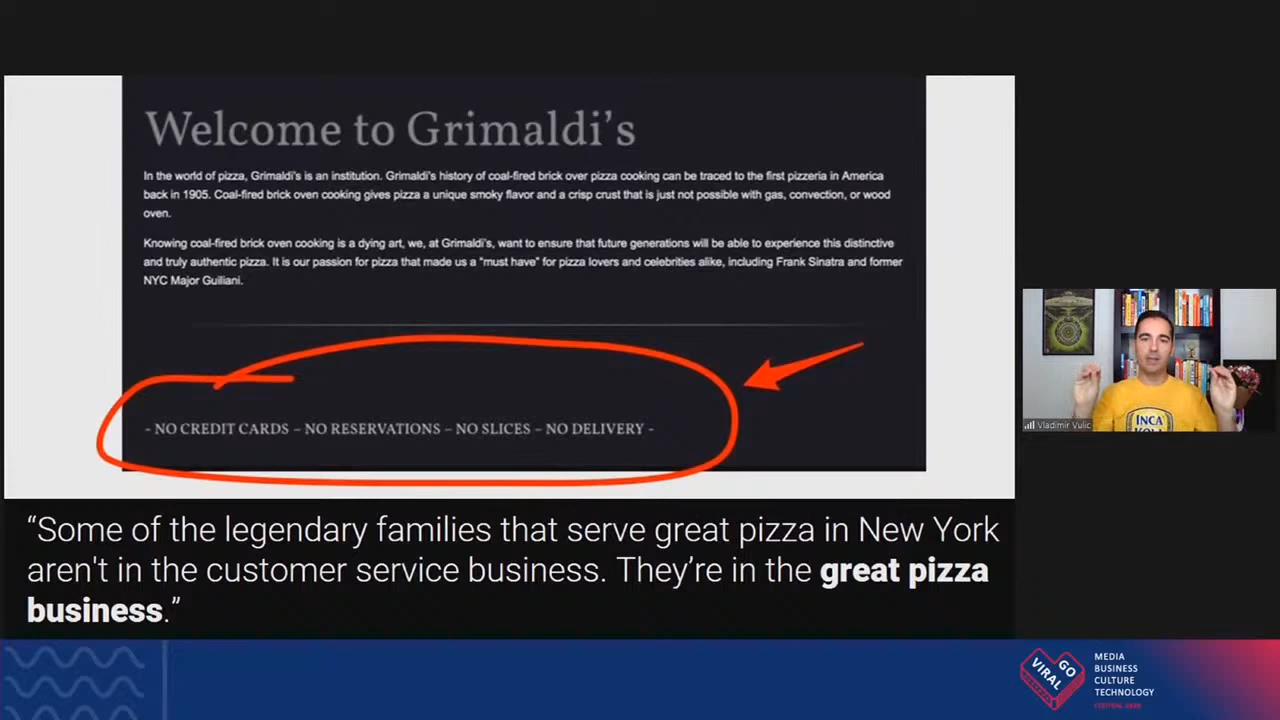 Welcome to Grimaldi's
In the world of pizza, Grimaldi's is an institution. Grimaldi's history of coal-fired brick over pizza cooking can be traced to the first pizzeria in America
back in 1905. Coal-fired brick oven cooking gives pizza a unique smoky flavor and a crisp crust that is just not possible with gas, convection, or wood
oven.
Knowing coal-fired brick oven cooking is a dying art, we, at Grimaldi's, want to ensure that future generations will be able to experience this distinctive
and truly authentic pizza. It is our passion for pizza that made us a "must have" for pizza lovers and celebrities alike, including Frank Sinatra and former
NYC Major Guiliani.
- NO CREDIT CARDS – NO RESERVATIONS – NO SLICES – NO DELIVERY -
“Some of the legendary families that serve great pizza in New York
aren't in the customer service business. They’re in the great pizza
business.”
INCA
Vladimir Vulic
GO
VIRAL
MEDIA
BUSINESS
CULTURE
TECHNOLOGY